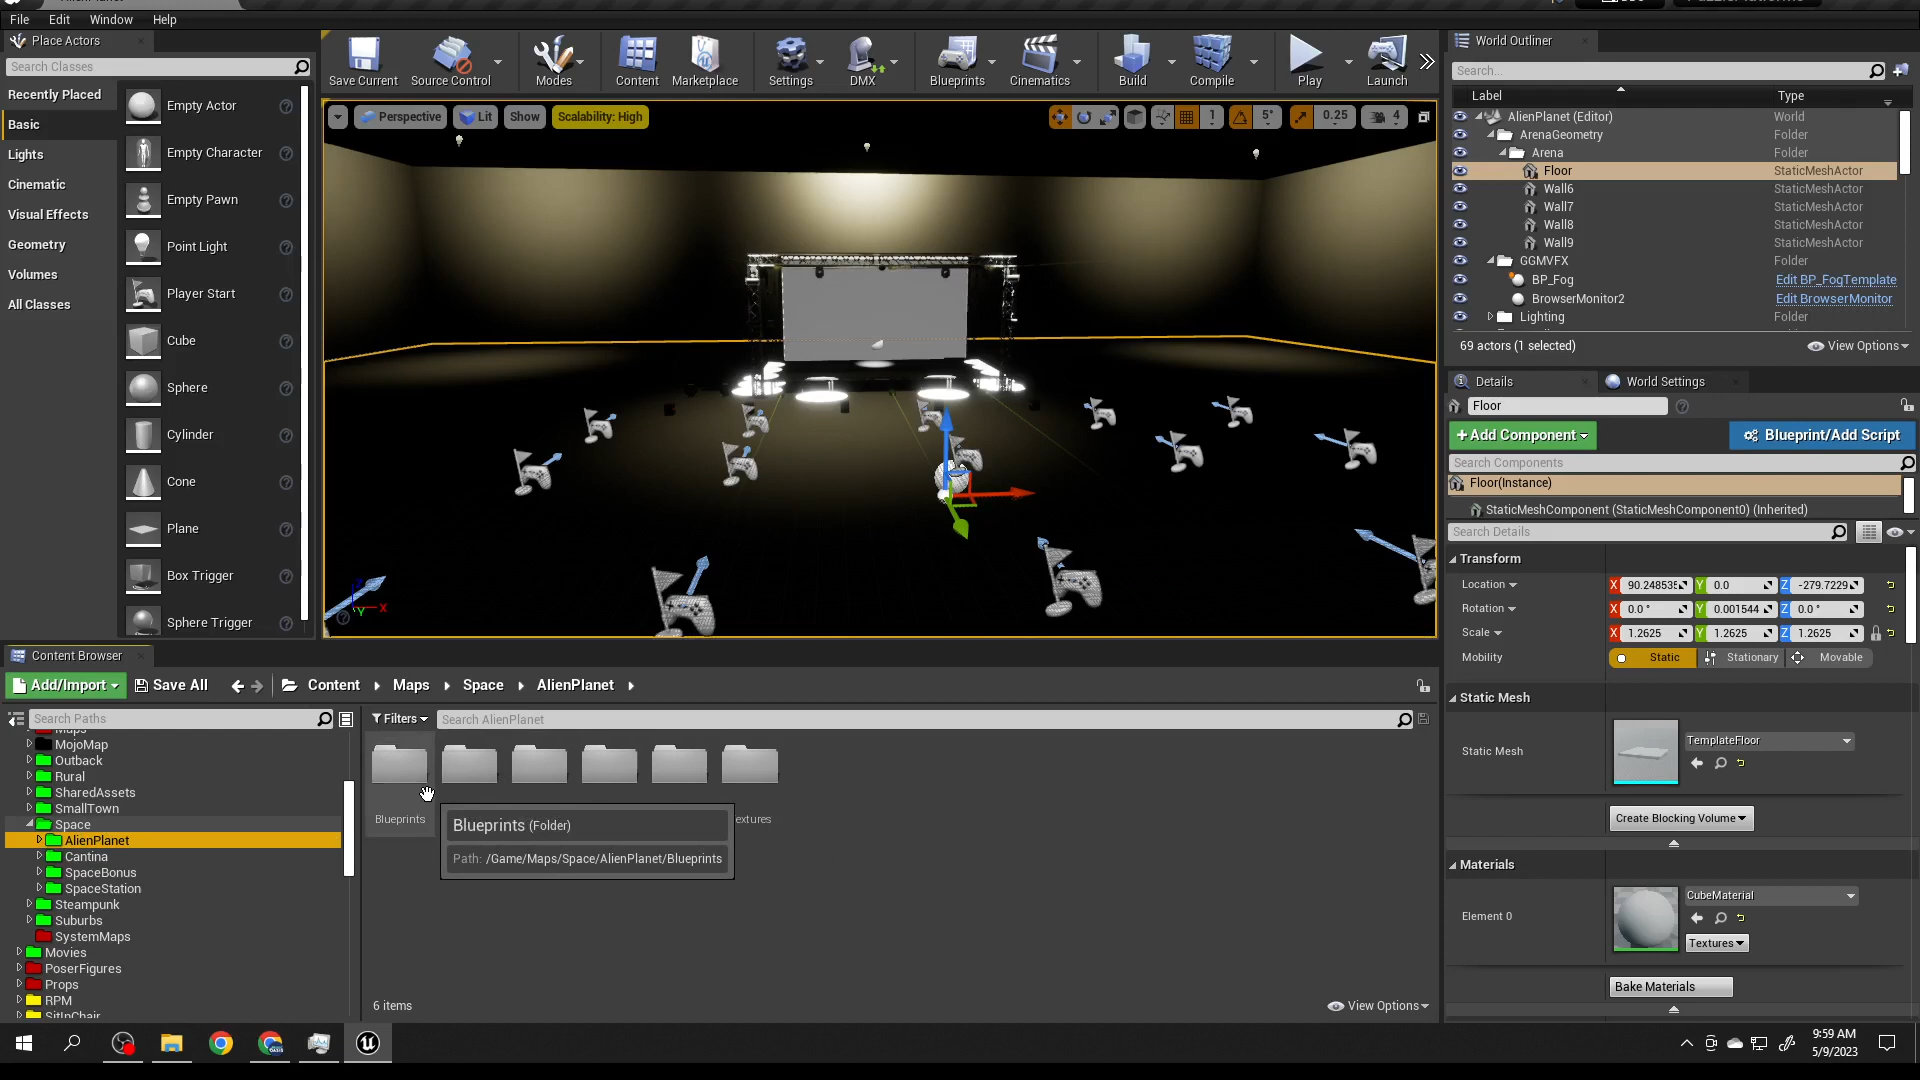 File Edit Window Help
Place Actors
Search Classes
Recently Placed
Basic
Lights
Cinematic
Visual Effects
Geometry
Volumes
All Classes
Empty Actor
Empty Character
Empty Pawn
Point Light
Player Start
Cube
Sphere
Cylinder
Cone
Plane
Box Trigger
Sphere Trigger
Save Current
Source Control
Modes
Content
Marketplace
Settings
DMX
Blueprints
Cinematics
Build
Compile
Play
Launch
Perspective
Lit
Show
Scalability: High
1
5°
0.25
4
Z
X
Y
World Outliner
Search...
Label Type
AlienPlanet (Editor) World
ArenaGeometry Folder
Arena Folder
Floor StaticMeshActor
Wall6 StaticMeshActor
Wall7 StaticMeshActor
Wall8 StaticMeshActor
Wall9 StaticMeshActor
GGMVFX Folder
BP_Fog Edit BP_FogTemplate
BrowserMonitor2 Edit BrowserMonitor
Lighting Folder
69 actors (1 selected) View Options
Details World Settings
Floor
+Add Component Blueprint/Add Script
Search Components
Floor(Instance)
StaticMeshComponent (StaticMeshComponent0) (Inherited)
Search Details
Transform
Location X 90.248535 Y 0.0 Z -279.7229
Rotation X 0.0 ° Y 0.001544 Z 0.0 °
Scale X 1.2625 Y 1.2625 Z 1.2625
Mobility Static Stationary Movable
Static Mesh
Static Mesh TemplateFloor
Create Blocking Volume
Materials
Element 0 CubeMaterial
Textures
Bake Materials
Content Browser
Add/Import Save All Content Maps Space AlienPlanet
Search Paths
Filters Search AlienPlanet
MojoMap
Outback
Rural
SharedAssets
SmallTown
Space
AlienPlanet
Cantina
SpaceBonus
SpaceStation
Steampunk
Suburbs
SystemMaps
Movies
PoserFigures
Props
RPM
SitInChair
Blueprints
extures
Blueprints (Folder)
Path: /Game/Maps/Space/AlienPlanet/Blueprints
6 items View Options
9:59 AM
5/9/2023